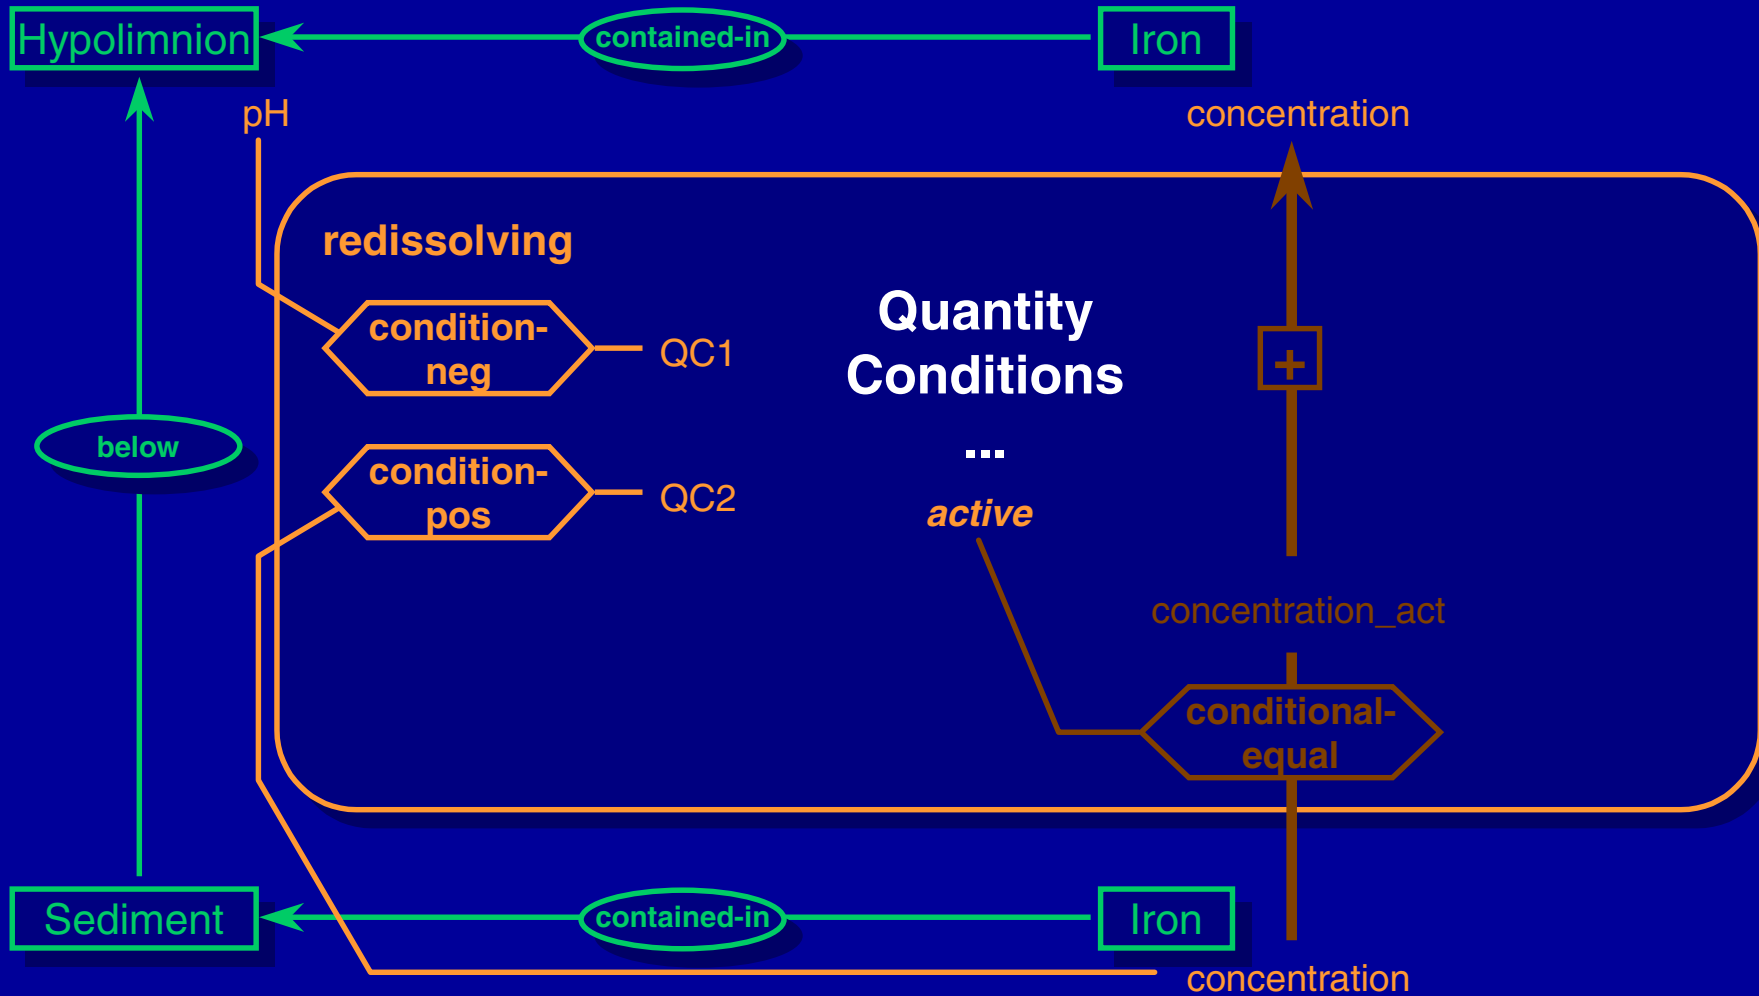 Hypolimnion
contained-in
Iron
pH
concentration
redissolving
condition-
neg
QC1
Quantity
Conditions
...
+
below
condition-
pos
QC2
active
concentration_act
conditional-
equal
Sediment
contained-in
Iron
concentration